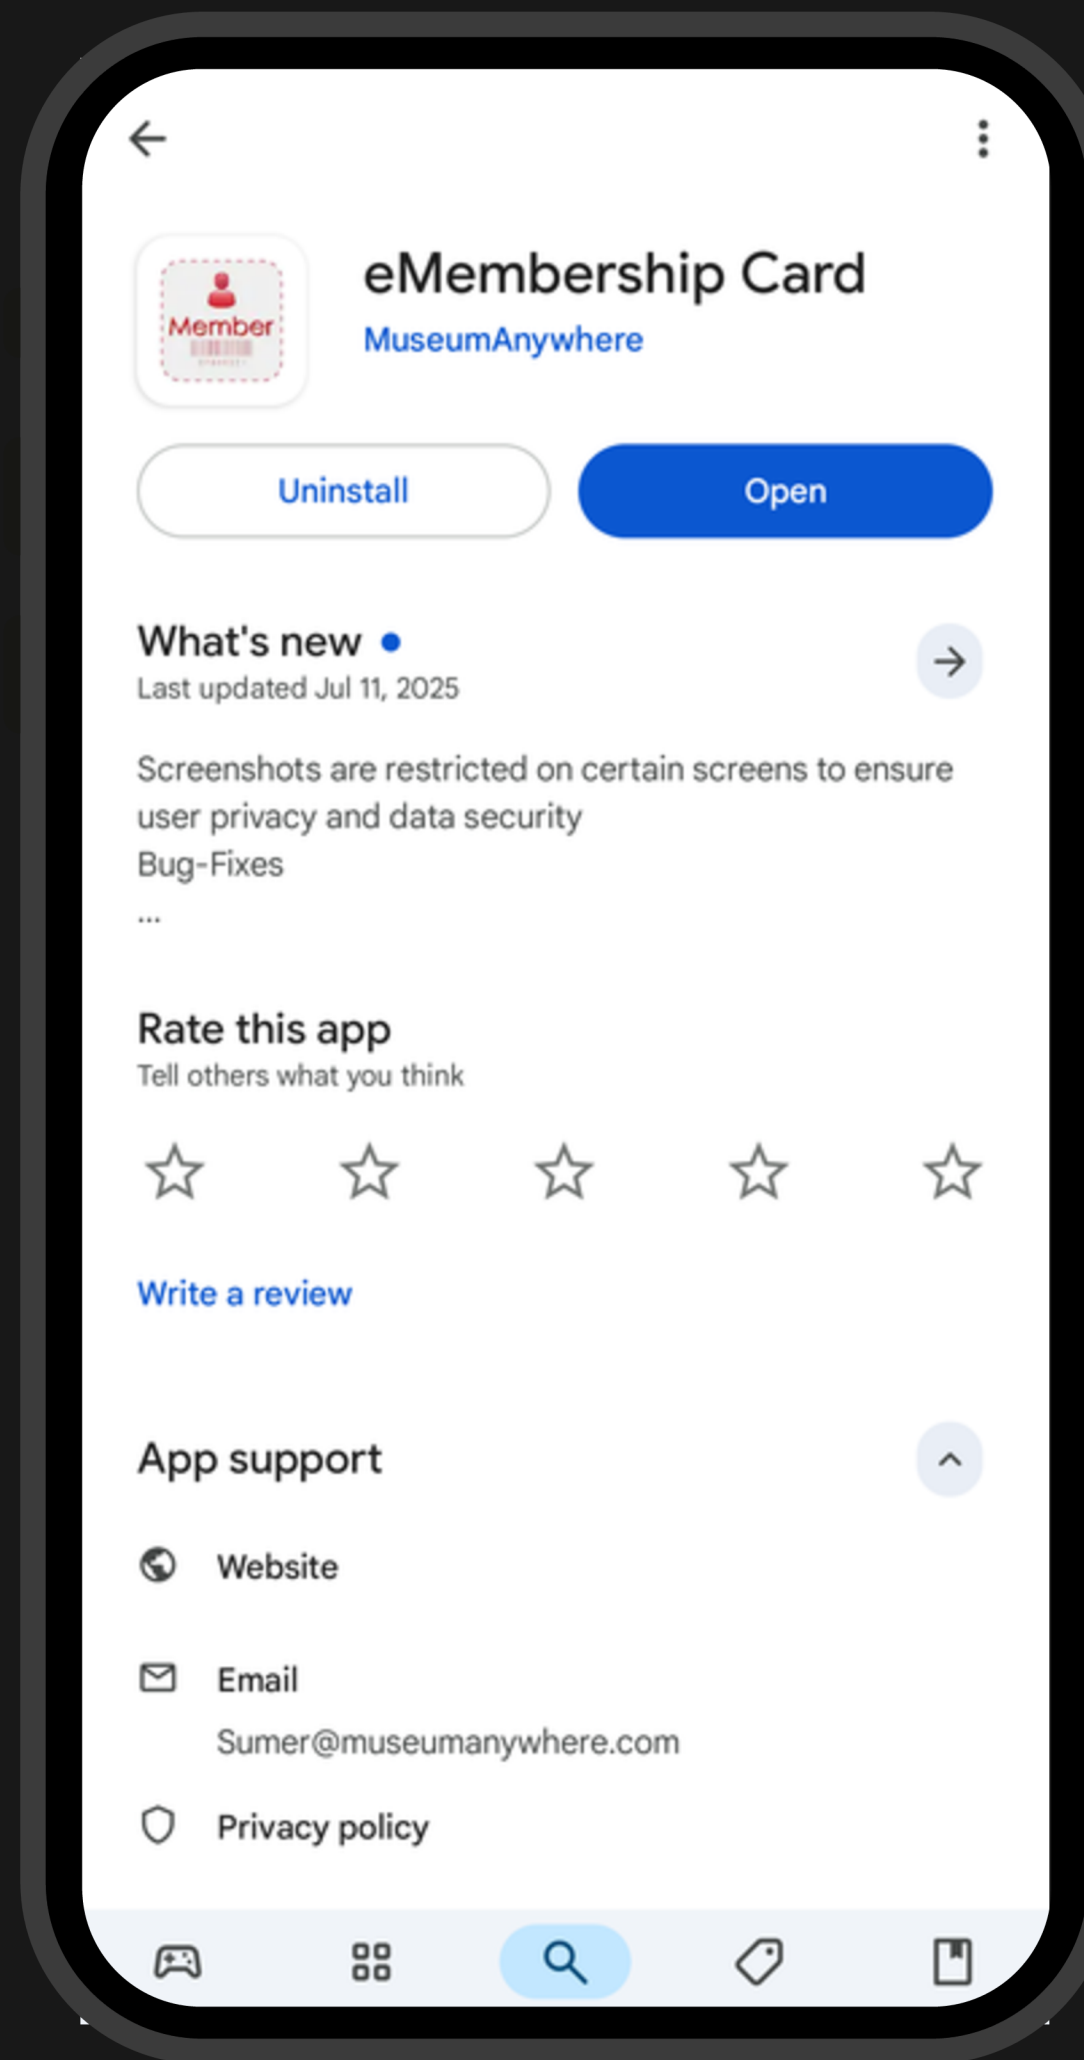 eMembership Card
MuseumAnywhere
Member
Uninstall
Open
What's new
Last updated Jul 11, 2025
Screenshots are restricted on certain screens to ensure
user privacy and data security
Bug-Fixes
...
Rate this app
Tell others what you think
Write a review
App support
Website
Email
Sumer@museumanywhere.com
Privacy policy